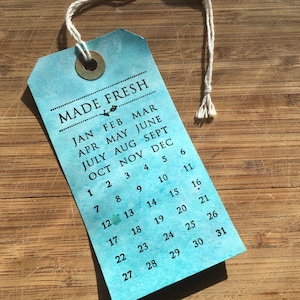 MADE FRESH
JAN FEB MAR
APR MAY JUNE
JULY AUG SEPT
OCT NOV DEC
1 2 3 4 5 6
7 8 9 10 11
12 13 14 15 16
17 18 19 20 21
22 23 24 25 26
27 28 29 30 31